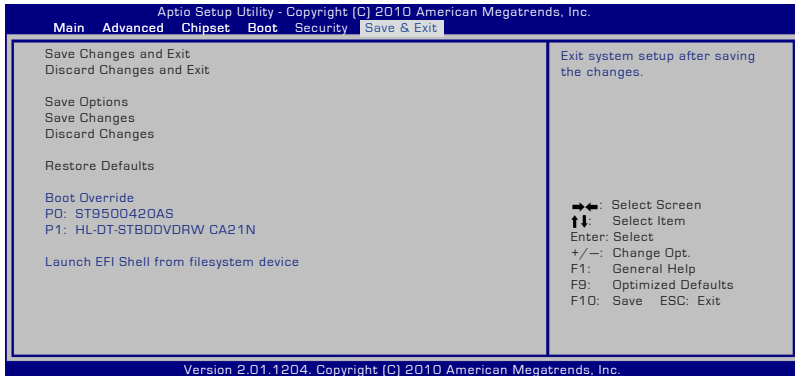 Aptio Setup Utility - Copyright (C) 2010 American Megatrends, Inc.
Main Advanced Chipset Boot Security Save & Exit
Save Changes and Exit
Discard Changes and Exit
Save Options
Save Changes
Discard Changes
Restore Defaults
Boot Override
P0: ST9500420AS
P1: HL-DT-STBDDVDRW CA21N
Launch EFI Shell from filesystem device
Exit system setup after saving
the changes.
→←: Select Screen
↑↓: Select Item
Enter: Select
+/—: Change Opt.
F1: General Help
F9: Optimized Defaults
F10: Save ESC: Exit
Version 2.01.1204. Copyright (C) 2010 American Megatrends, Inc.